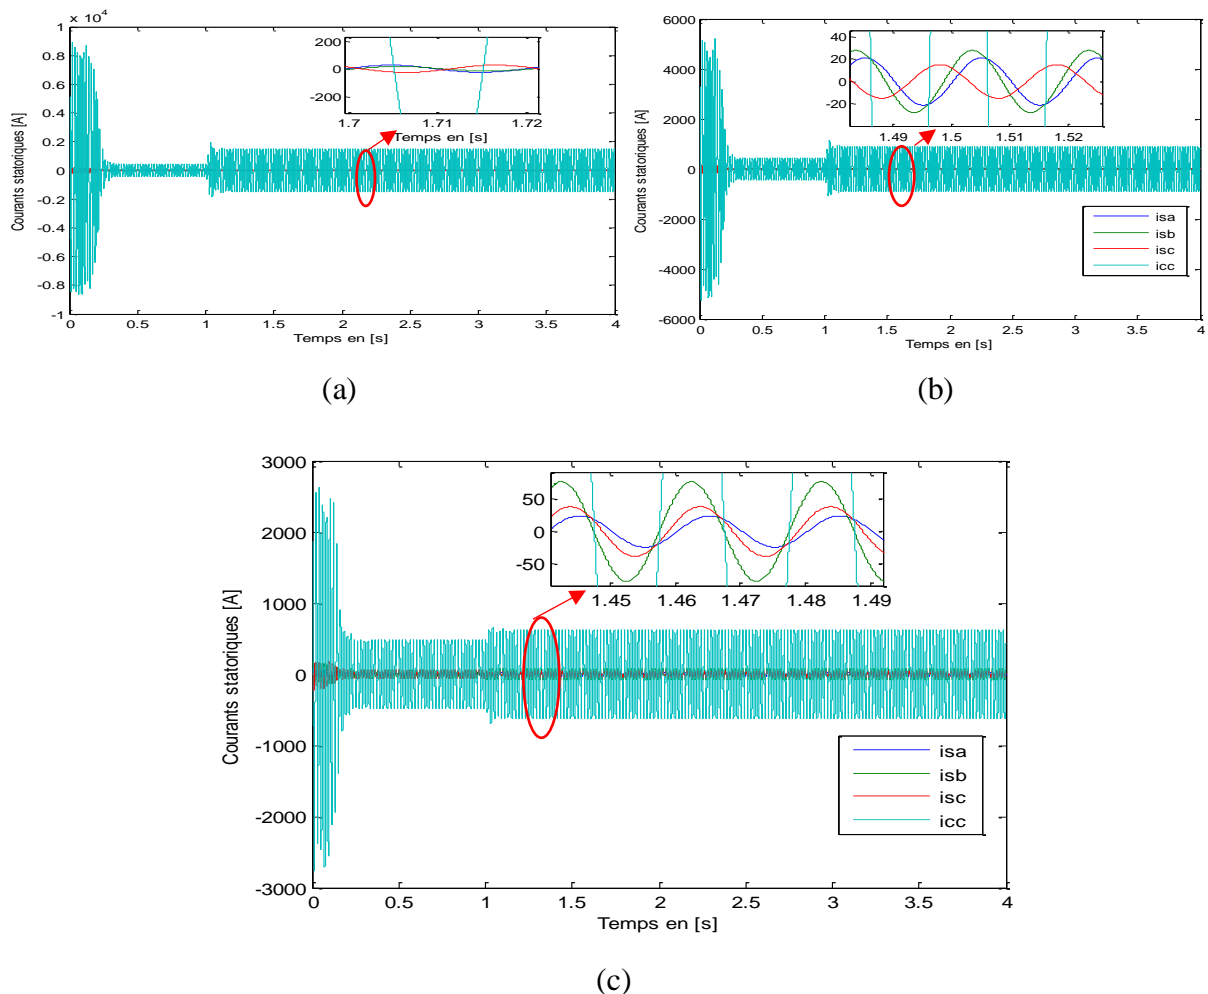 x 10⁴
1
0.8
0.6
0.4
0.2
0
-0.2
-0.4
-0.6
-0.8
-1
Courants statoriques [A]
0 0.5 1 1.5 2 2.5 3 3.5 4
Temps en [s]
200
0
-200
1.7 1.71 1.72
Temps en [s]
(a)
6000
4000
2000
0
-2000
-4000
-6000
Courants statoriques [A]
0 0.5 1 1.5 2 2.5 3 3.5 4
Temps en [s]
40
20
0
-20
1.49 1.5 1.51 1.52
isa
isb
isc
icc
(b)
3000
2000
1000
0
-1000
-2000
-3000
Courants statoriques [A]
0 0.5 1 1.5 2 2.5 3 3.5 4
Temps en [s]
50
0
-50
1.45 1.46 1.47 1.48 1.49
isa
isb
isc
icc
(c)